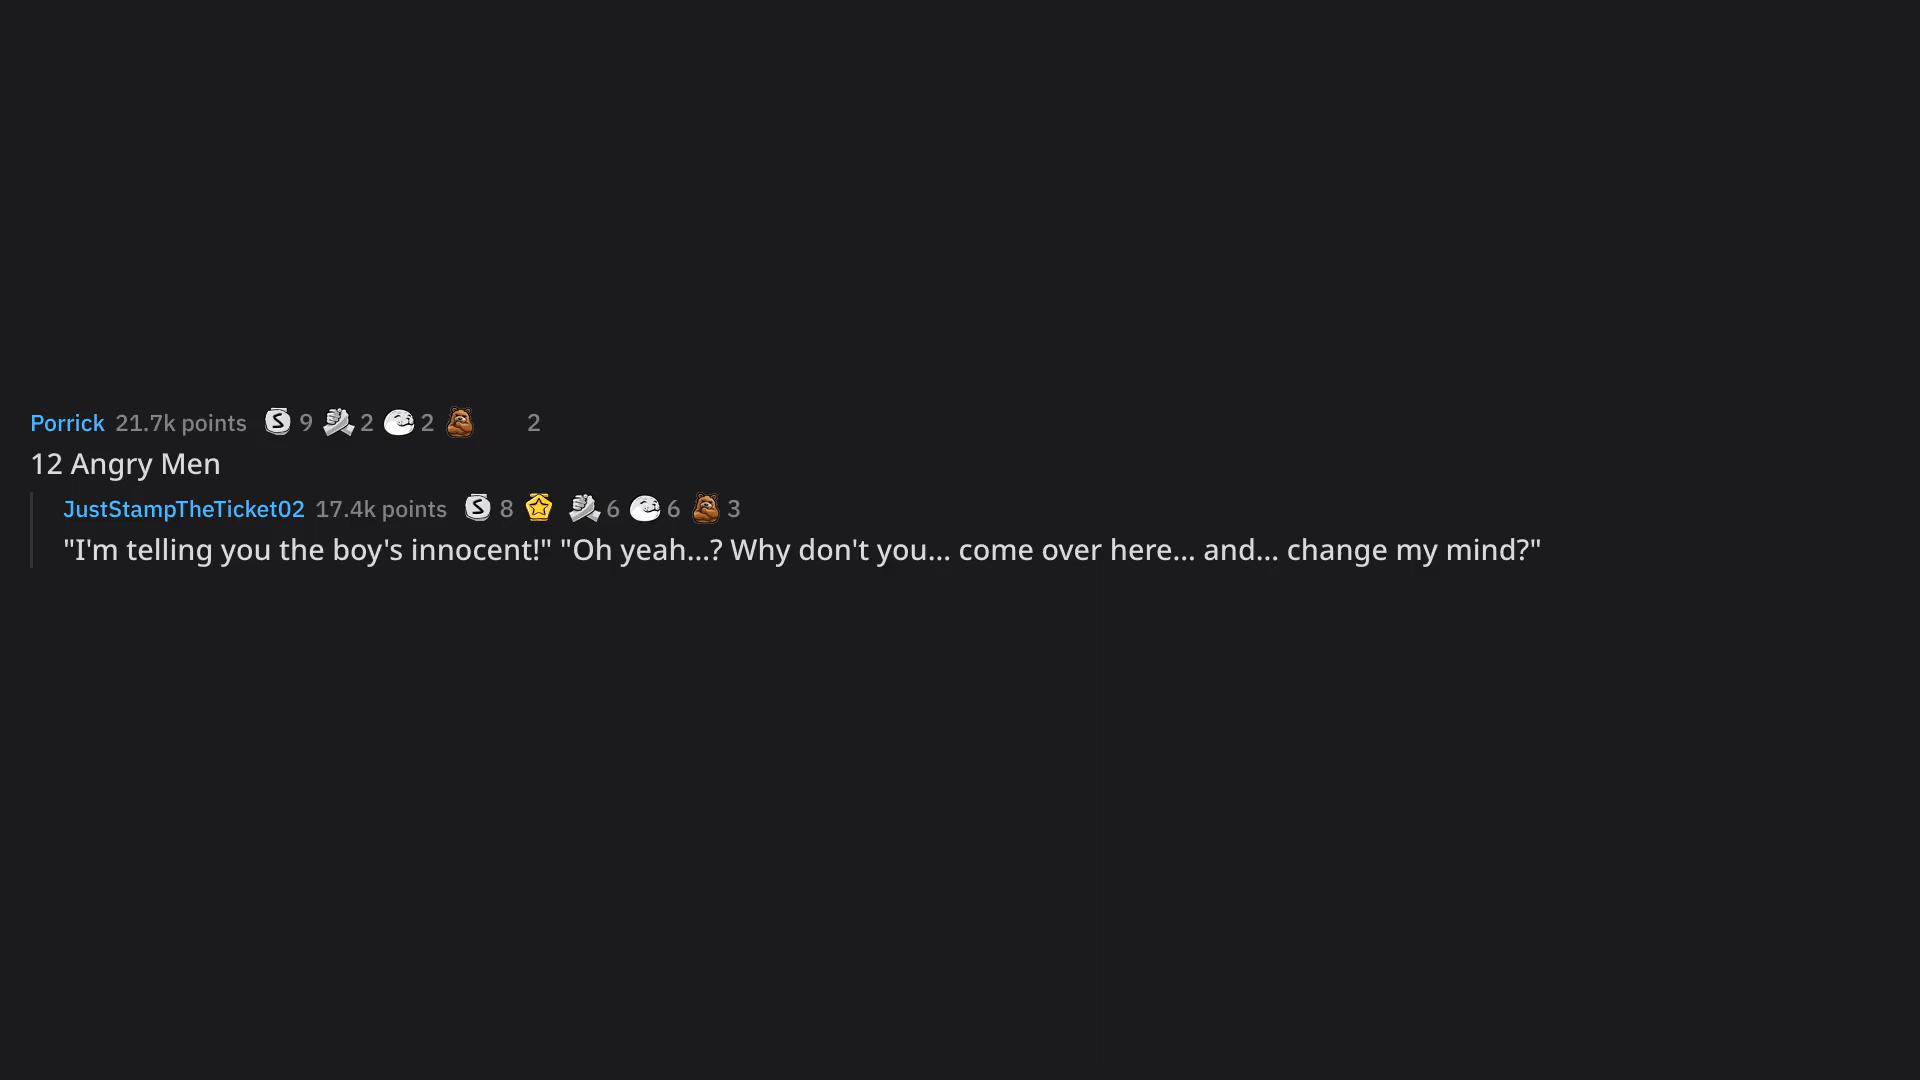 Porrick 21.7k points S 9 2 2 2
12 Angry Men
JustStampTheTicket02 17.4k points S 8 6 6 3
"I'm telling you the boy's innocent!" "Oh yeah...? Why don't you... come over here... and... change my mind?"